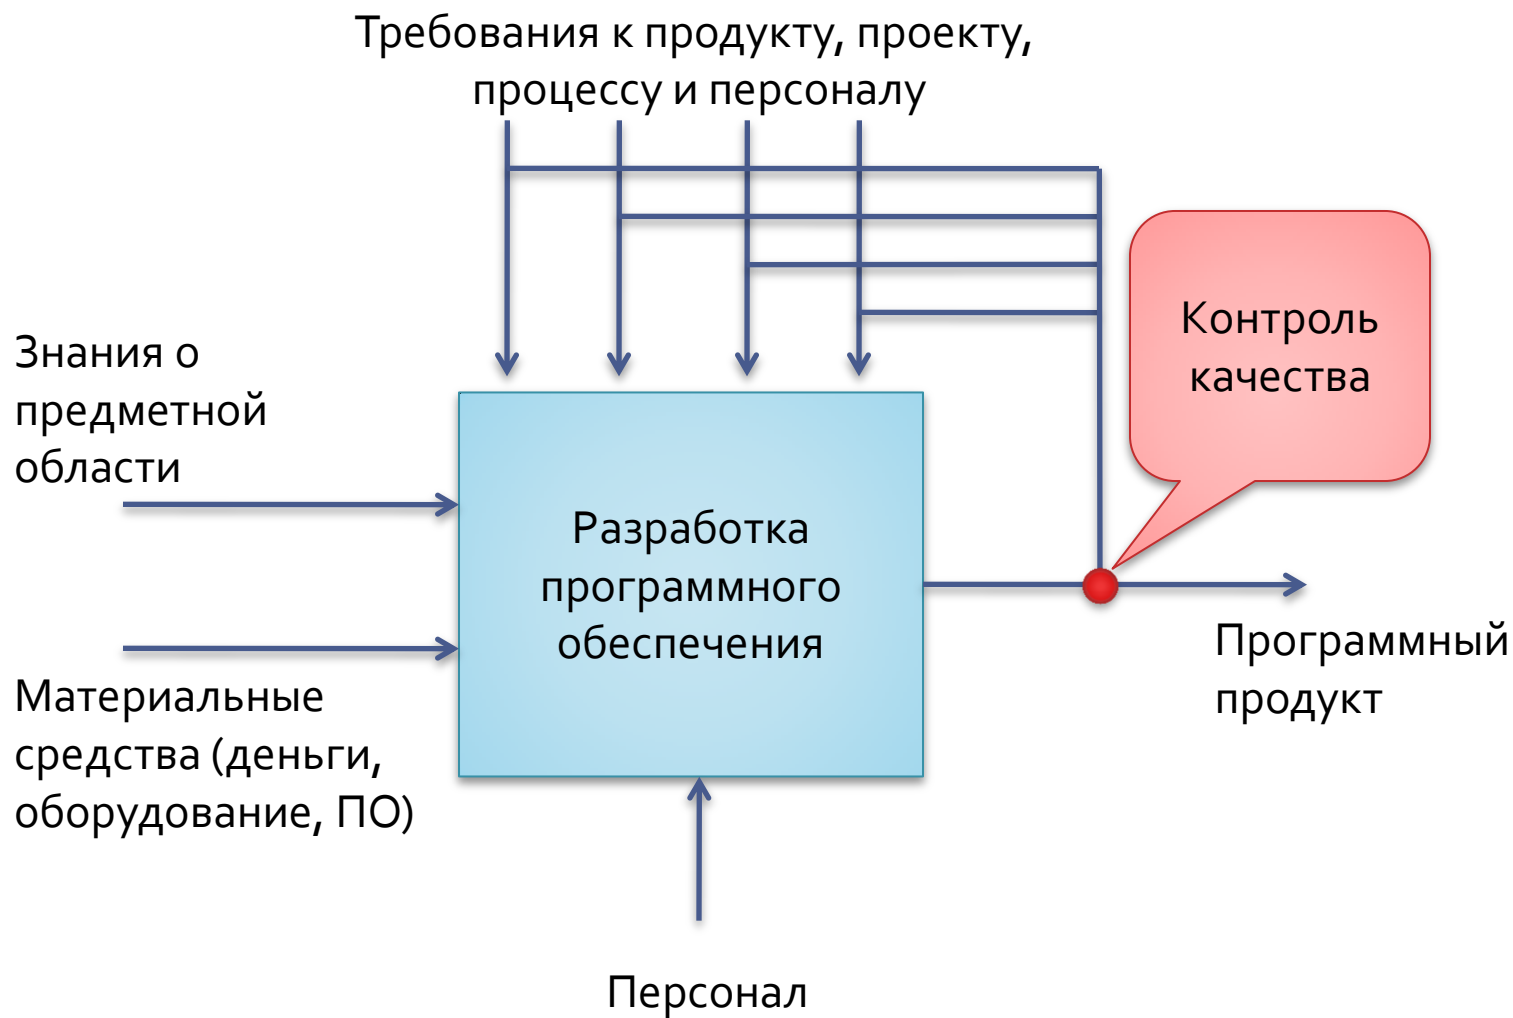 Требования к продукту, проекту,
процессу и персоналу
Контроль
качества
Знания о
предметной
области
Разработка
программного
обеспечения
Программный
продукт
Материальные
средства (деньги,
оборудование, ПО)
Персонал